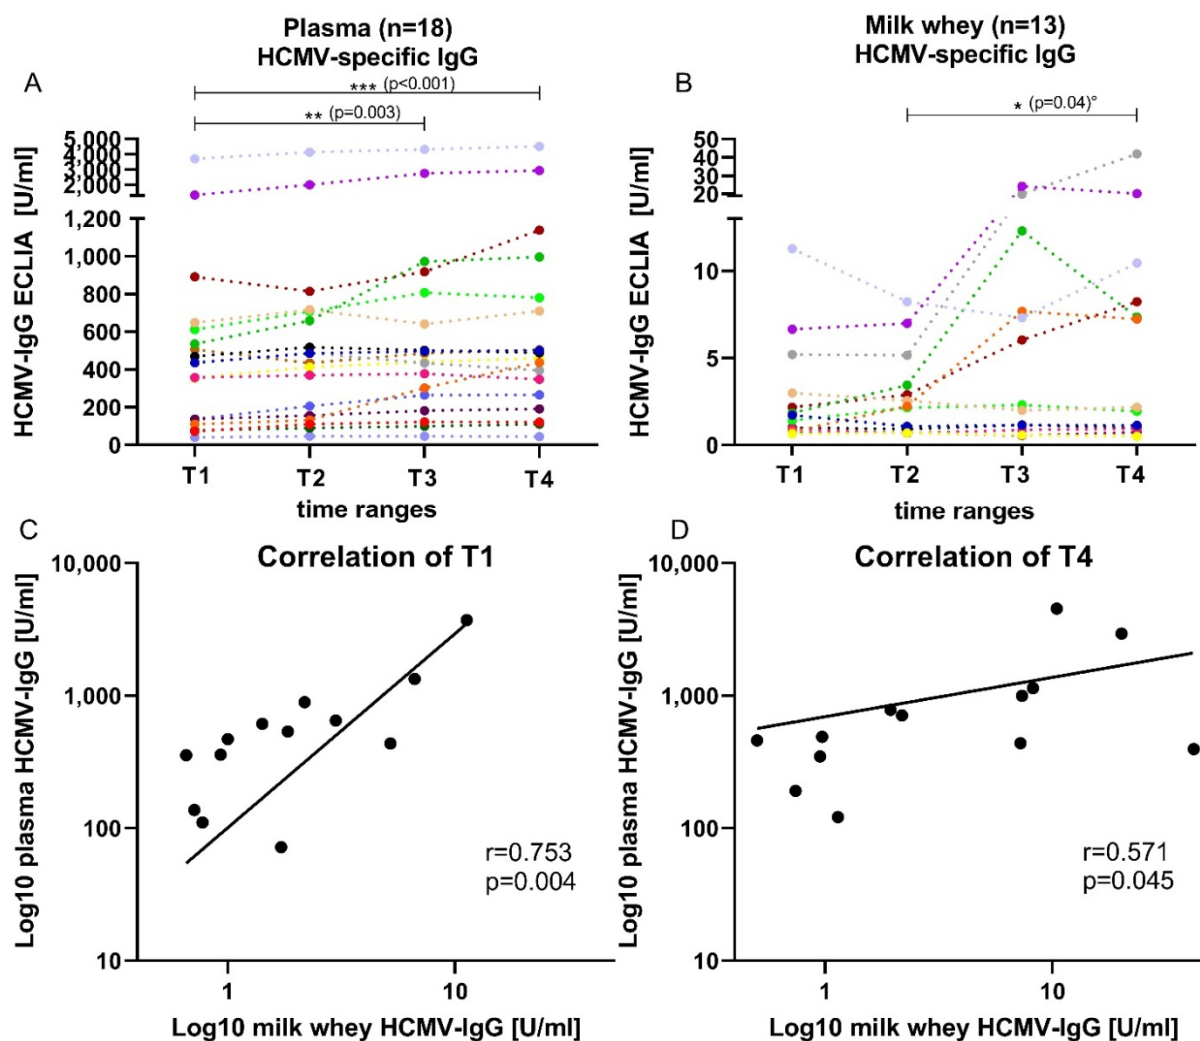 Plasma (n=18)
HCMV-specific IgG
A
*** (p<0.001)
** (p=0.003)
HCMV-IgG ECLIA [U/ml]
5,000
4,000
3,000
2,000
1,200
1,000
800
600
400
200
0
T1 T2 T3 T4
time ranges
Milk whey (n=13)
HCMV-specific IgG
B
* (p=0.04)°
HCMV-IgG ECLIA [U/ml]
50
40
30
20
10
5
0
T1 T2 T3 T4
time ranges
C
Correlation of T1
Log10 plasma HCMV-IgG [U/ml]
10,000
1,000
100
10
r=0.753
p=0.004
1 10
Log10 milk whey HCMV-IgG [U/ml]
D
Correlation of T4
Log10 plasma HCMV-IgG [U/ml]
10,000
1,000
100
10
r=0.571
p=0.045
1 10
Log10 milk whey HCMV-IgG [U/ml]